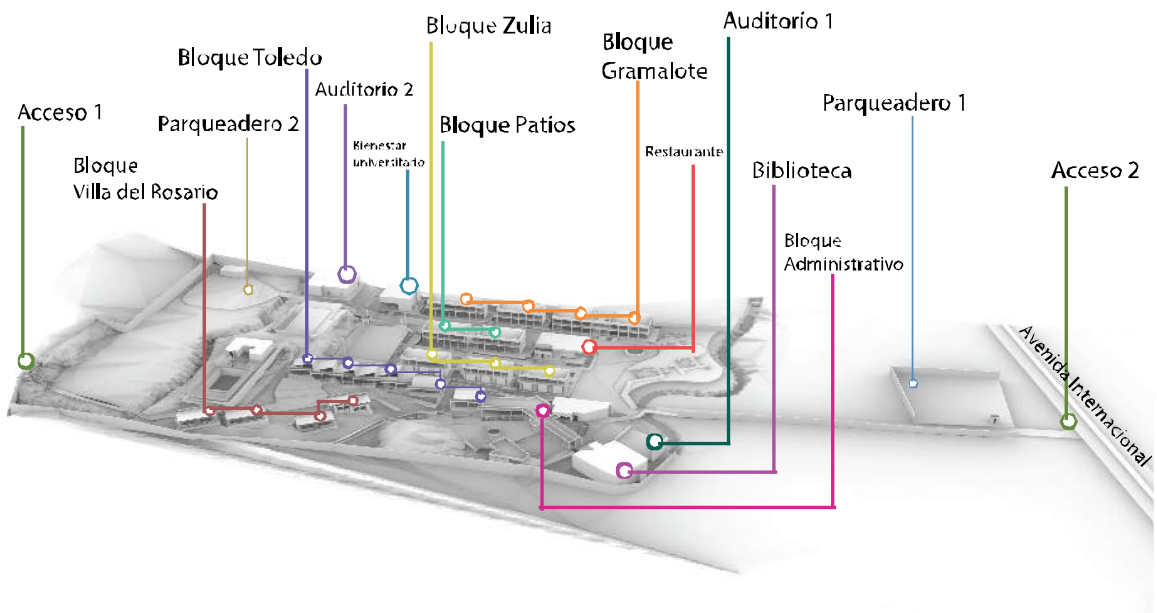 Acceso 1
Bloque
Villa del Rosario
Parqueadero 2
Bloque Toledo
Auditorio 2
Bienestar
universitario
Bloque Zulia
Bloque Patios
Bloque
Gramalote
Restaurante
Auditorio 1
Biblioteca
Bloque
Administrativo
Parqueadero 1
Acceso 2
Avenida Internacional